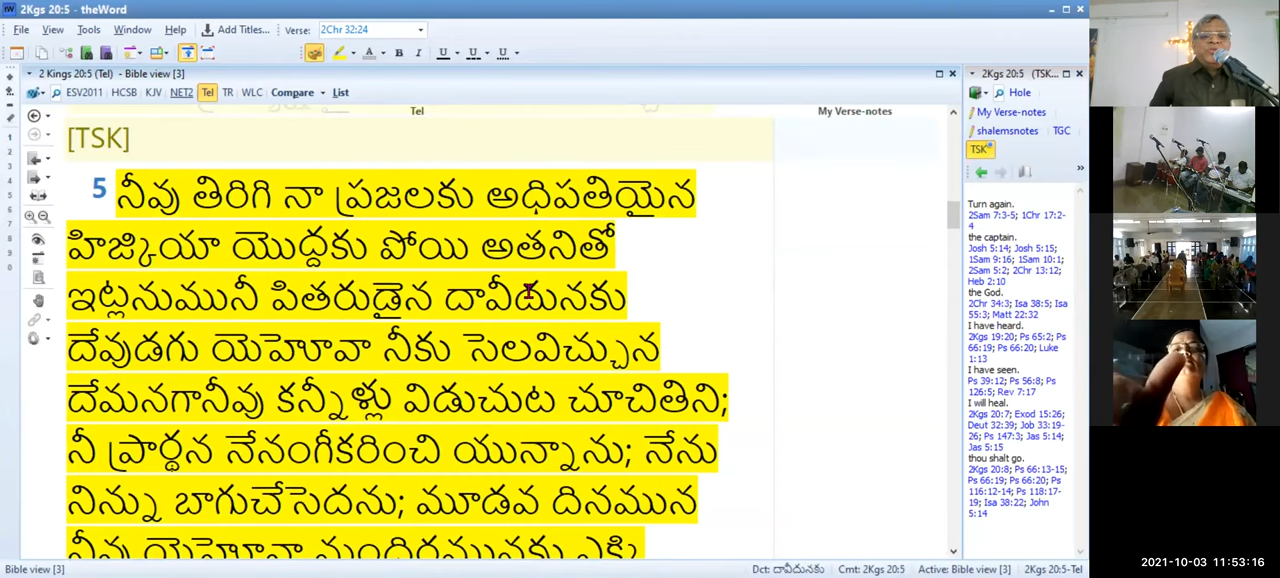 2Kgs 20:5 - theWord
File View Tools Window Help Add Titles... Verse: 2Chr 32:24
2 Kings 20:5 (Tel) - Bible view [3]
ESV2011 HCSB KJV NET2 Tel TR WLC Compare List
Tel My Verse-notes
[TSK]
5 నీవు తిరిగి నా ప్రజలకు అధిపతియైన
హిజ్కియా యొద్దకు పోయి అతనితో
ఇట్లనుమునీ పితరుడైన దావీదునకు
దేవుడగు యెహోవా నీకు సెలవిచ్చున
దేమనగానీవు కన్నీళ్లు విడుచుట చూచితిని;
నీ ప్రార్థన నేనంగీకరించి యున్నాను; నేను
నిన్ను బాగుచేసెదను; మూడవ దినమున
నీవు యెహోవా మందిరమునకు ఎక్కి
2Kgs 20:5 (TSK...
Hole
My Verse-notes
shalemsnotes TGC
TSK
Turn again.
2Sam 7:3-5; 1Chr 17:2-
4
the captain.
Josh 5:14; Josh 5:15;
1Sam 9:16; 1Sam 10:1;
2Sam 5:2; 2Chr 13:12;
Heb 2:10
the God.
2Chr 34:3; Isa 38:5; Isa
55:3; Matt 22:32
I have heard.
2Kgs 19:20; Ps 65:2; Ps
66:19; Ps 66:20; Luke
1:13
I have seen.
Ps 39:12; Ps 56:8; Ps
126:5; Rev 7:17
I will heal.
2Kgs 20:7; Exod 15:26;
Deut 32:39; Job 33:19-
26; Ps 147:3; Jas 5:14;
Jas 5:15
thou shalt go.
2Kgs 20:8; Ps 66:13-15;
Ps 66:19; Ps 66:20; Ps
116:12-14; Ps 118:17-
19; Isa 38:22; John
5:14
Bible view [3] Dct: దావీదునకు Cmt: 2Kgs 20:5 Active: Bible view [3] 2Kgs 20:5-Tel
2021-10-03 11:53:16